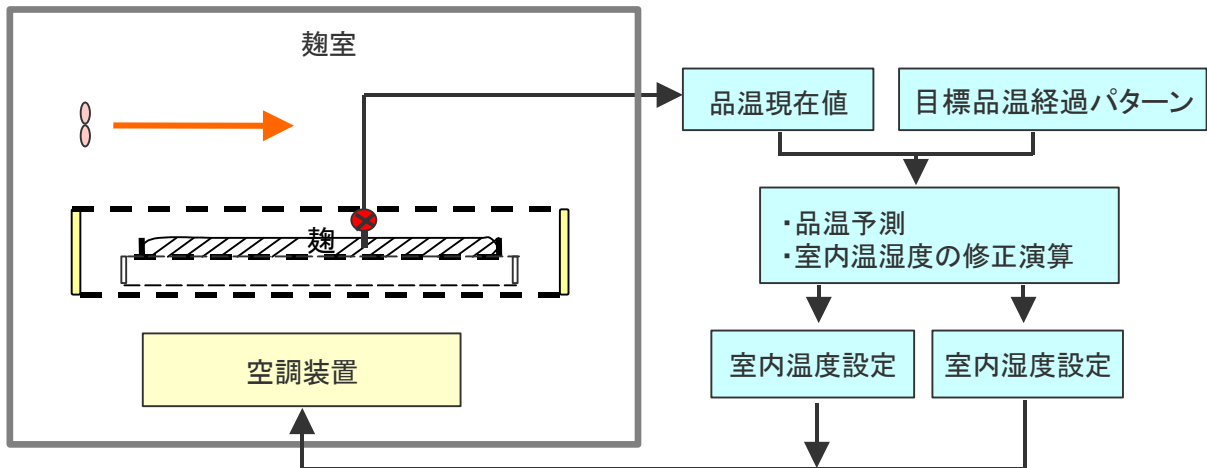 麹室
品温現在値
目標品温経過パターン
麹
・品温予測
・室内温湿度の修正演算
空調装置
室内温度設定
室内湿度設定